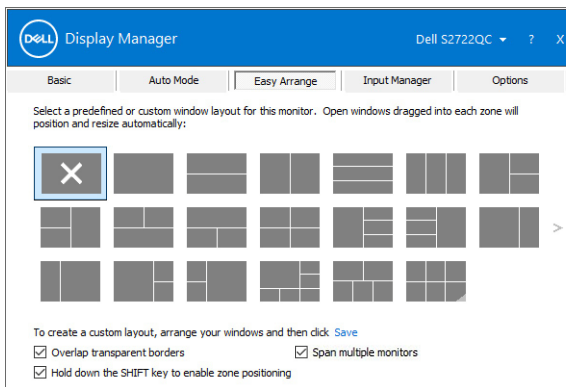 DELL Display Manager Dell S2722QC ? X
Basic Auto Mode Easy Arrange Input Manager Options
Select a predefined or custom window layout for this monitor. Open windows dragged into each zone will
position and resize automatically:
>
To create a custom layout, arrange your windows and then click Save
Overlap transparent borders Span multiple monitors
Hold down the SHIFT key to enable zone positioning